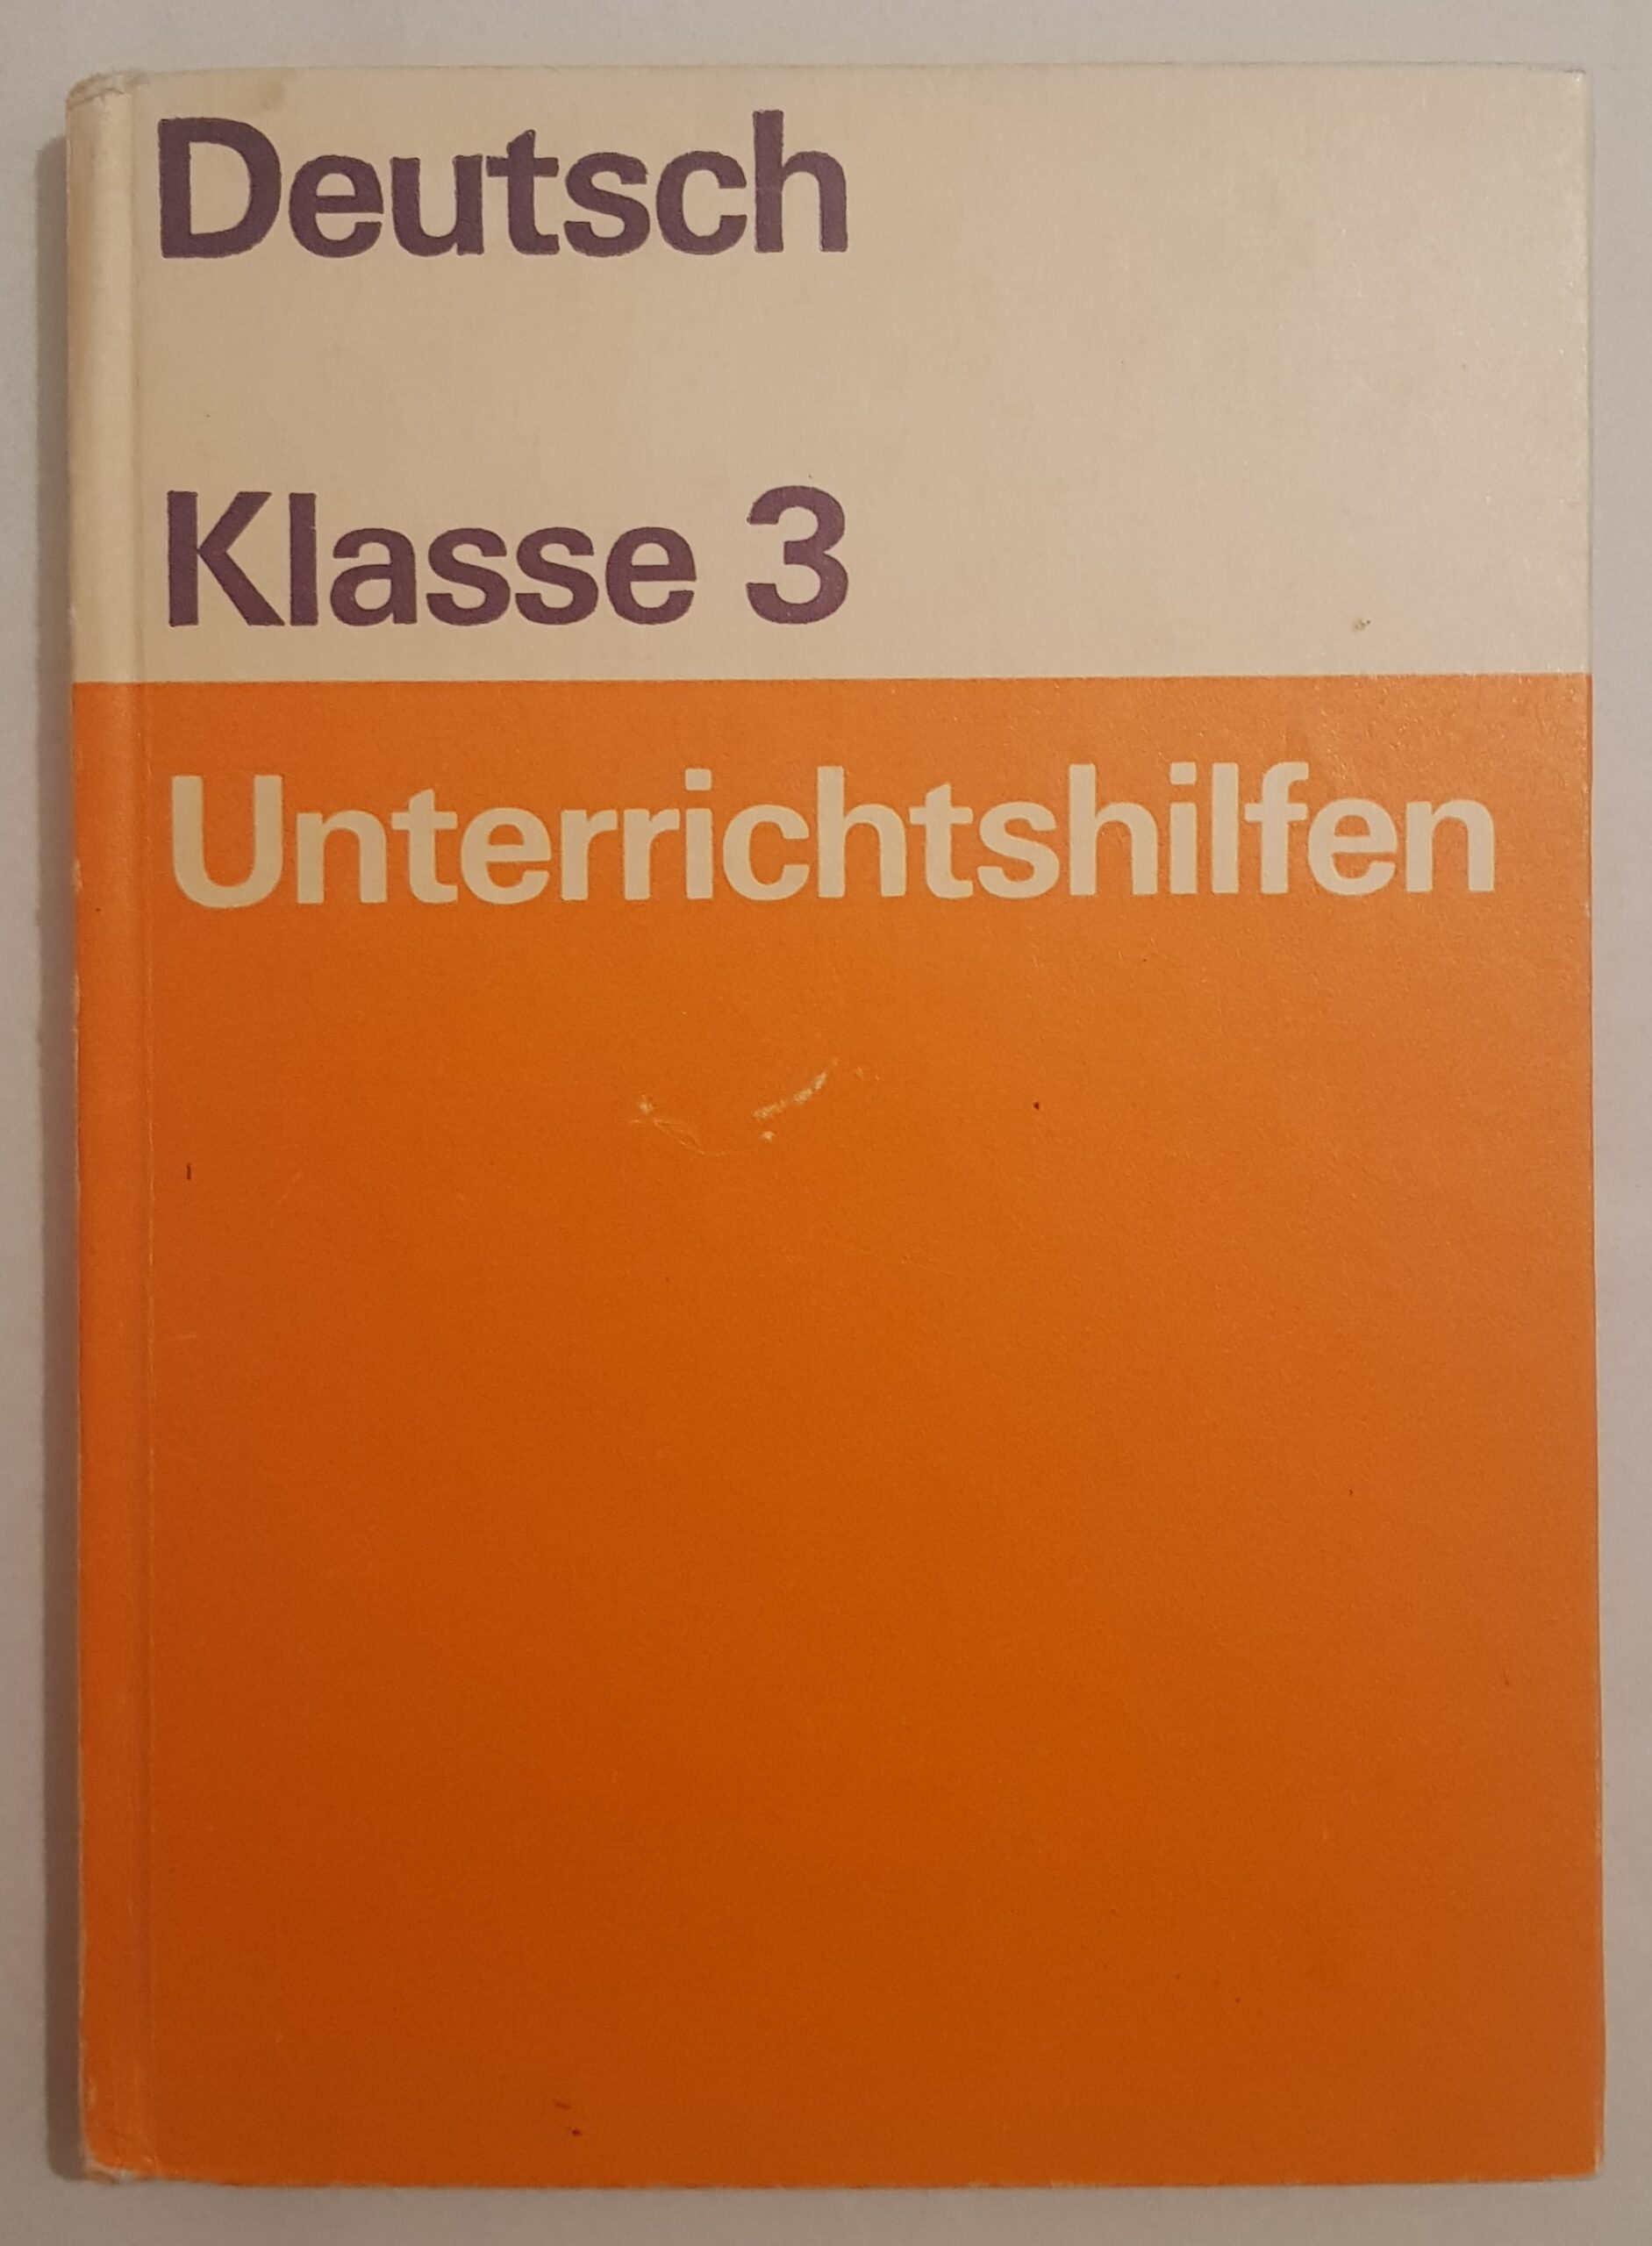 Deutsch
Klasse 3
Unterrichtshilfen